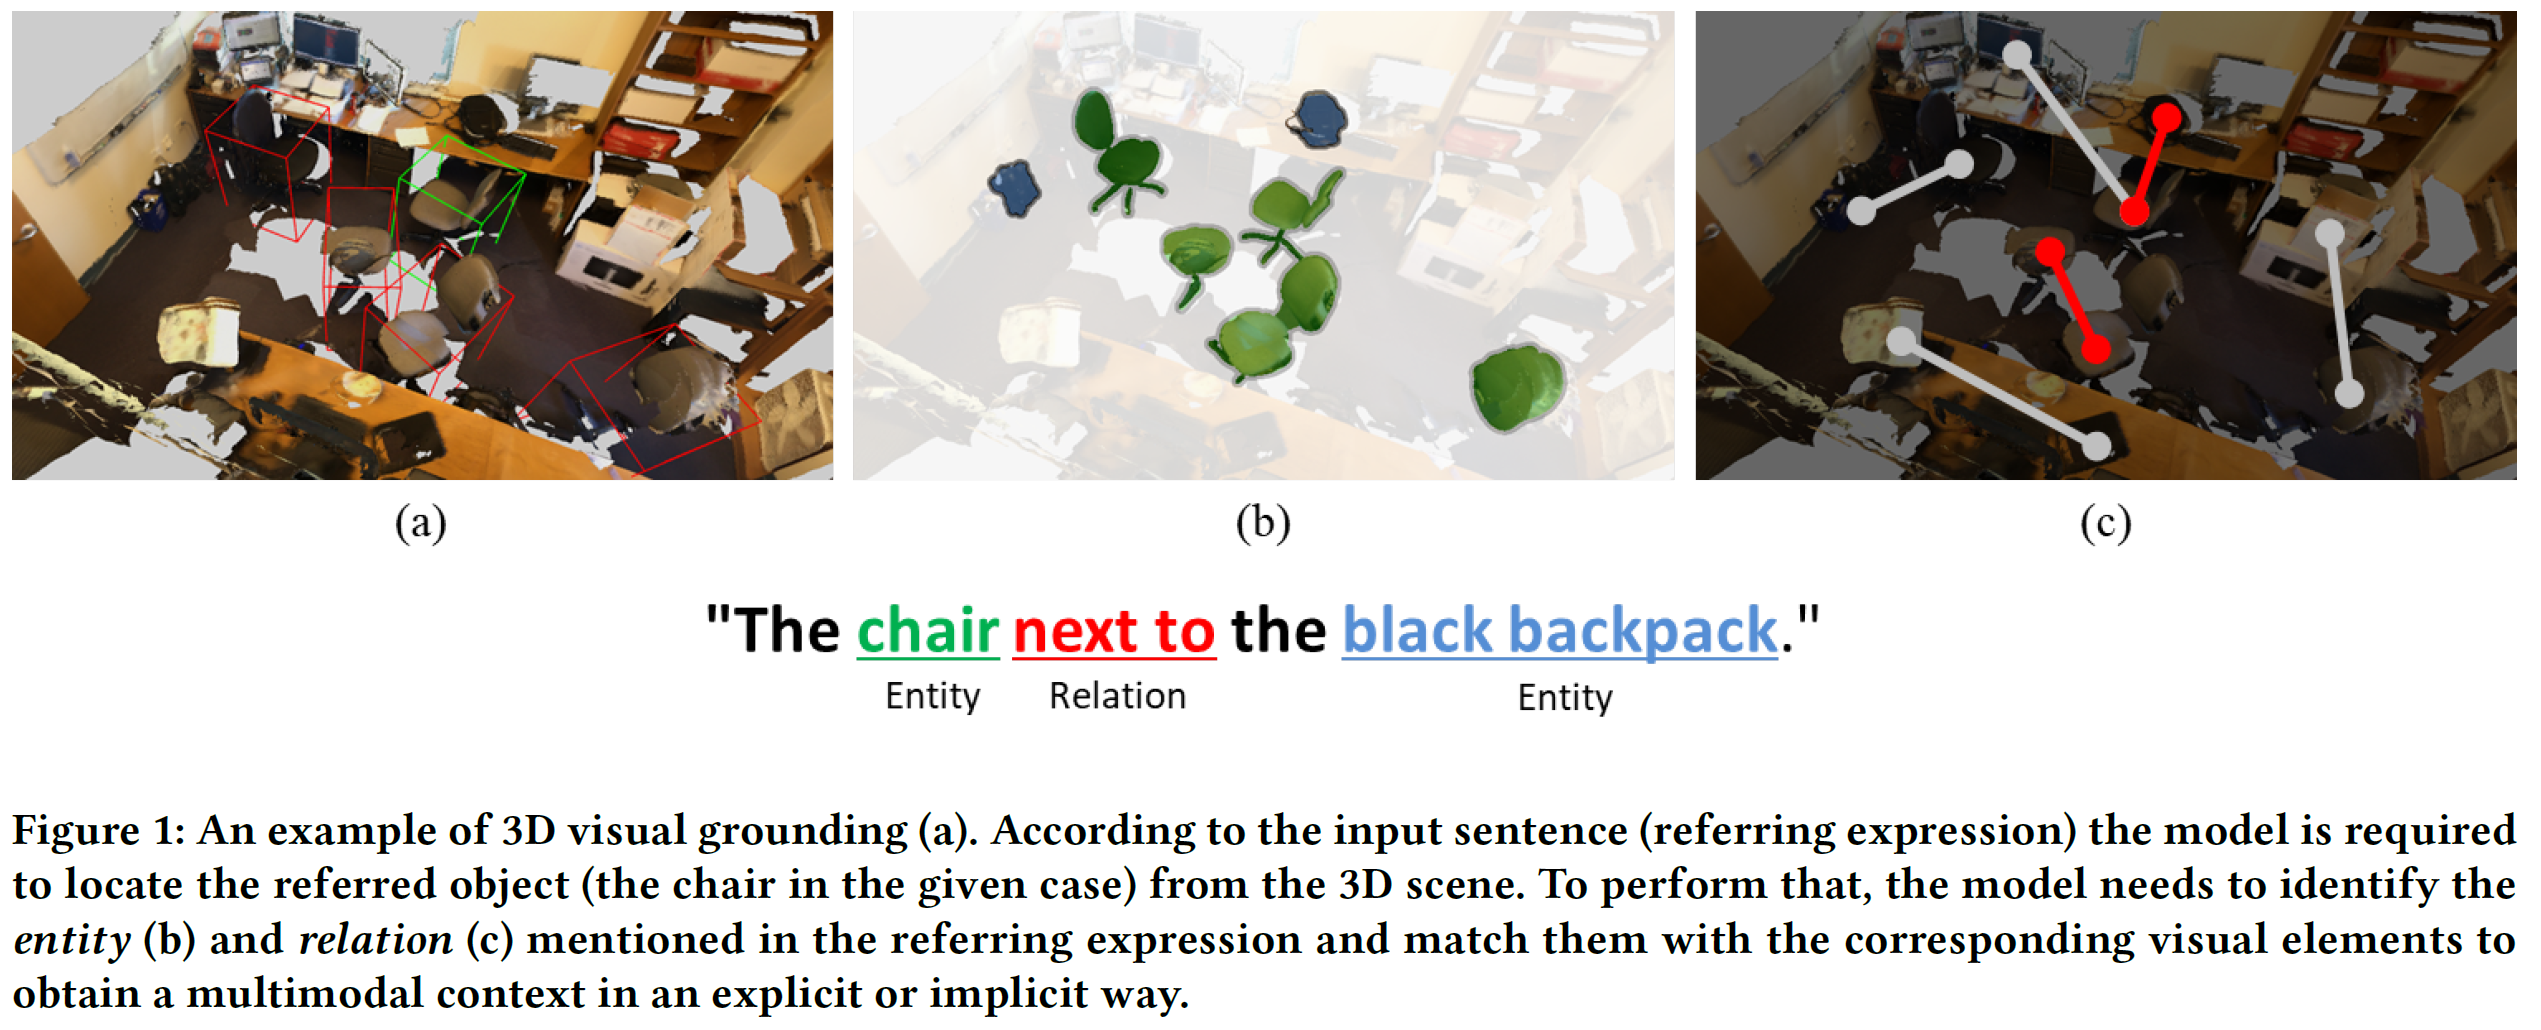 (a)
(b)
(c)
"The chair next to the black backpack."
Entity
Relation
Entity
Figure 1: An example of 3D visual grounding (a). According to the input sentence (referring expression) the model is required
to locate the referred object (the chair in the given case) from the 3D scene. To perform that, the model needs to identify the
entity (b) and relation (c) mentioned in the referring expression and match them with the corresponding visual elements to
obtain a multimodal context in an explicit or implicit way.